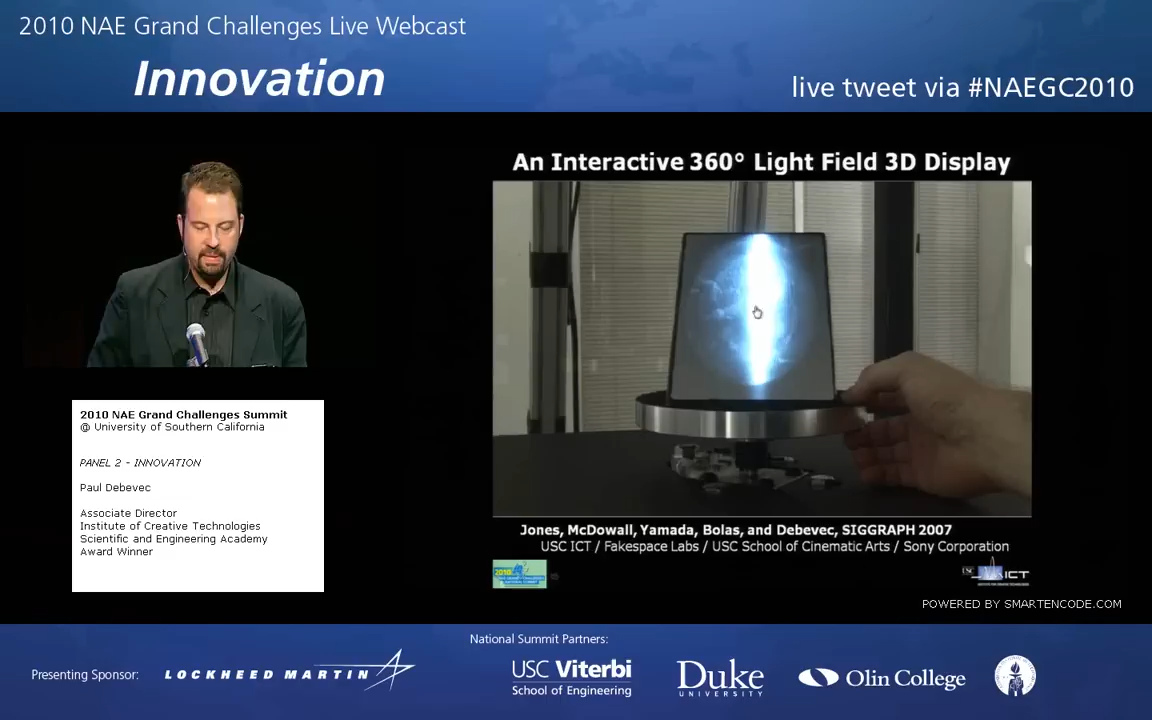 2010 NAE Grand Challenges Live Webcast
Innovation
live tweet via #NAEGC2010
An Interactive 360° Light Field 3D Display
2010 NAE Grand Challenges Summit
@ University of Southern California
PANEL 2 - INNOVATION
Paul Debevec
Associate Director
Institute of Creative Technologies
Scientific and Engineering Academy
Award Winner
Jones, McDowall, Yamada, Bolas, and Debevec, SIGGRAPH 2007
USC ICT / Fakespace Labs / USC School of Cinematic Arts / Sony Corporation
2010
USC ICT
POWERED BY SMARTENCODE.COM
National Summit Partners:
Presenting Sponsor:
LOCKHEED MARTIN
USC Viterbi
School of Engineering
Duke
UNIVERSITY
Olin College